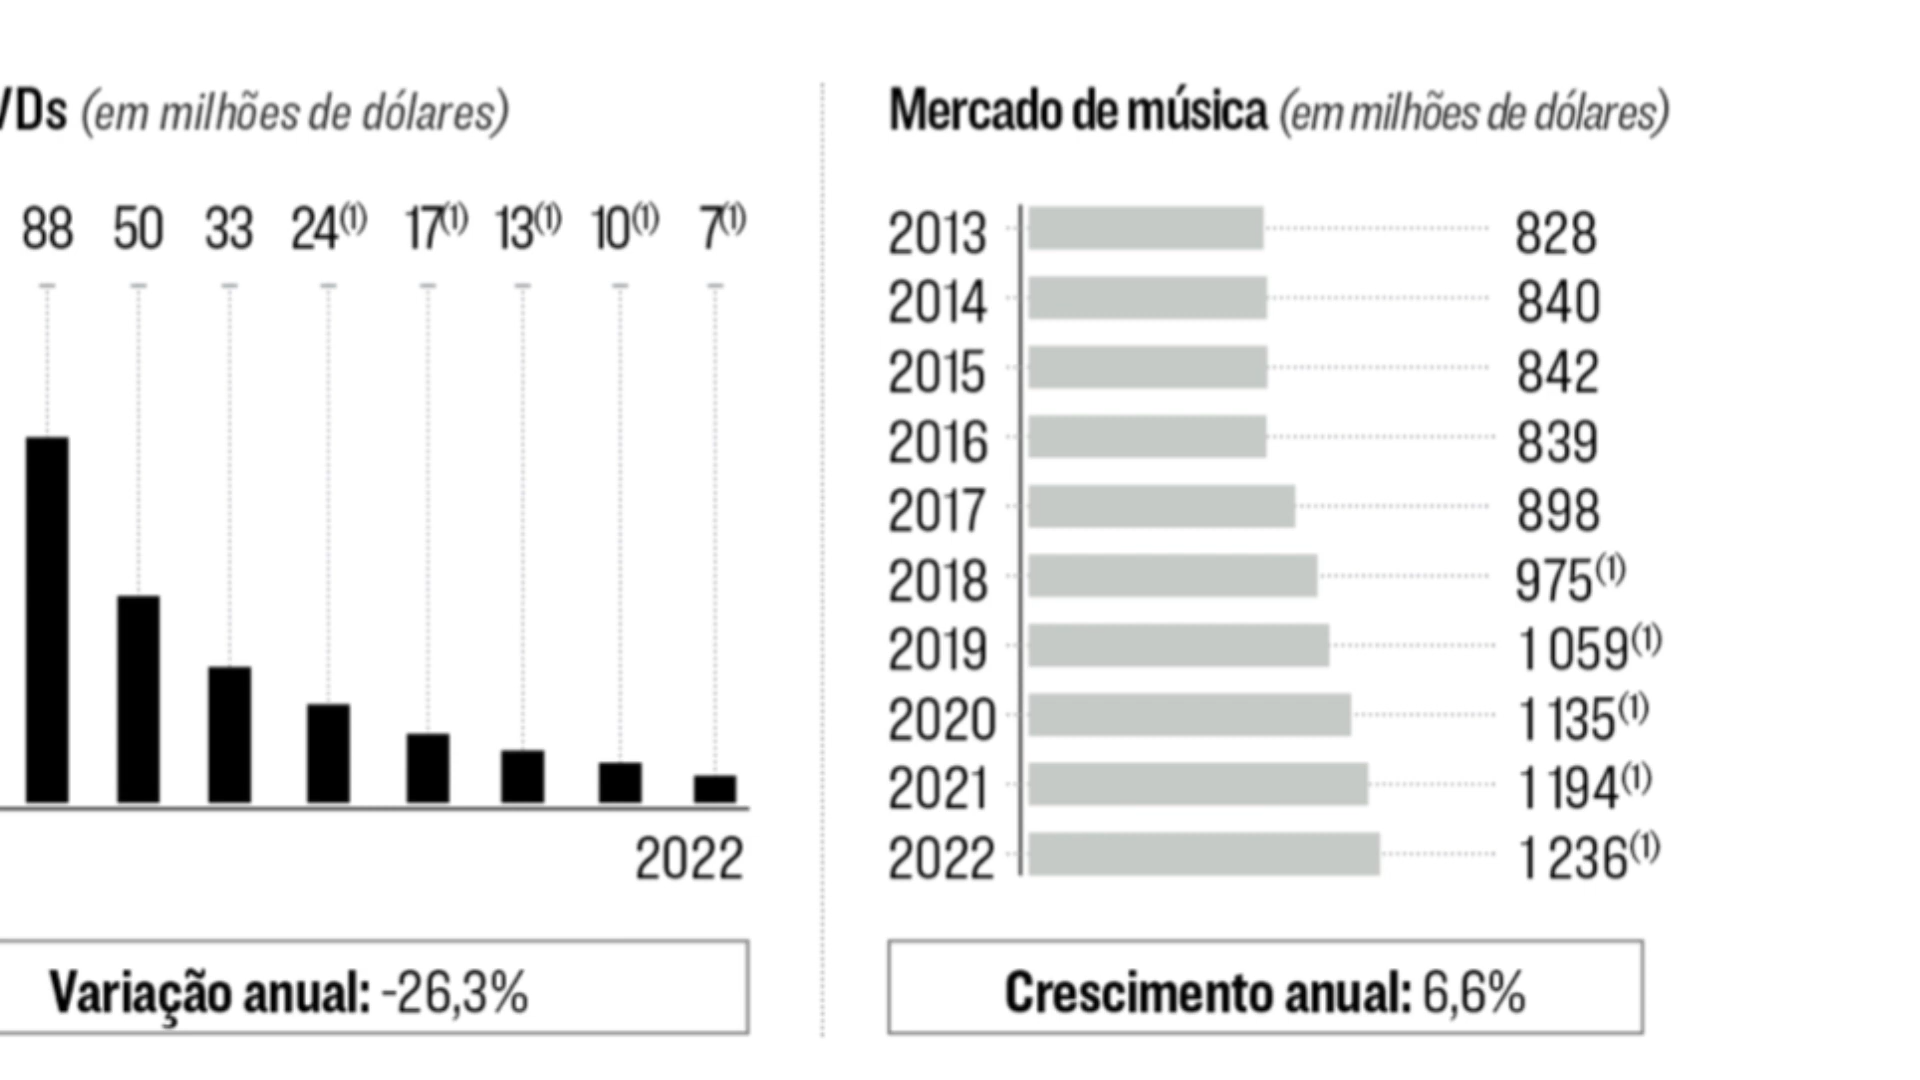 VDs (em milhões de dólares)
88 50 33 24(1) 17(1) 13(1) 10(1) 7(1)
2022
Variação anual: -26,3%
Mercado de música (em milhões de dólares)
2013 828
2014 840
2015 842
2016 839
2017 898
2018 975(1)
2019 1 059(1)
2020 1 135(1)
2021 1 194(1)
2022 1 236(1)
Crescimento anual: 6,6%